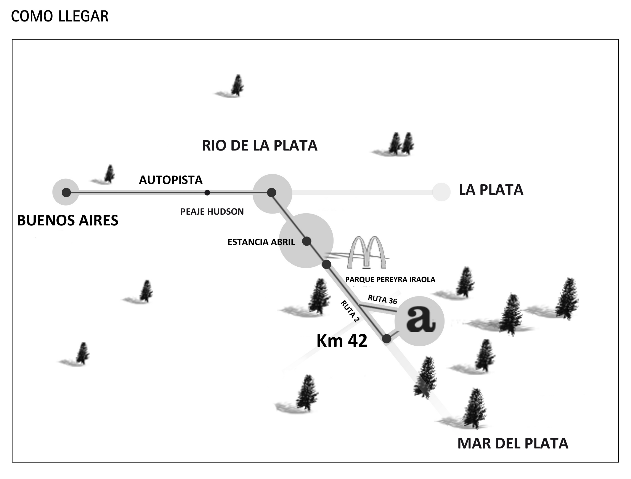 COMO LLEGAR
RIO DE LA PLATA
AUTOPISTA
LA PLATA
PEAJE HUDSON
BUENOS AIRES
ESTANCIA ABRIL
PARQUE PEREYRA IRAOLA
RUTA 36
RUTA 2
a
Km 42
MAR DEL PLATA